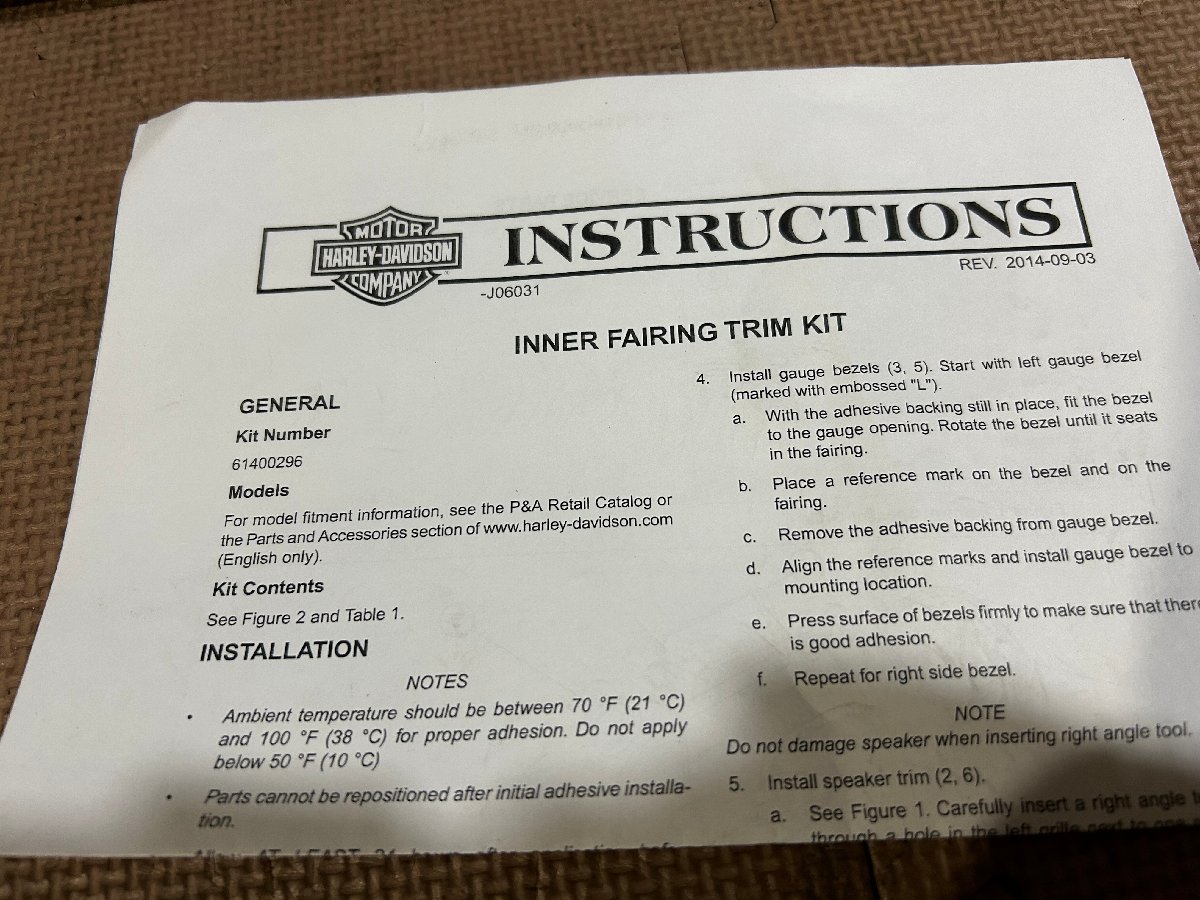 MOTOR
HARLEY-DAVIDSON
COMPANY
INSTRUCTIONS
-J06031
REV. 2014-09-03
INNER FAIRING TRIM KIT
GENERAL
Kit Number
61400296
Models
For model fitment information, see the P&A Retail Catalog or
the Parts and Accessories section of www.harley-davidson.com
(English only).
Kit Contents
See Figure 2 and Table 1.
INSTALLATION
NOTES
• Ambient temperature should be between 70 °F (21 °C)
and 100 °F (38 °C) for proper adhesion. Do not apply
below 50 °F (10 °C)
• Parts cannot be repositioned after initial adhesive installa-
tion.
4. Install gauge bezels (3, 5). Start with left gauge bezel
(marked with embossed "L").
a. With the adhesive backing still in place, fit the bezel
to the gauge opening. Rotate the bezel until it seats
in the fairing.
b. Place a reference mark on the bezel and on the
fairing.
c. Remove the adhesive backing from gauge bezel.
d. Align the reference marks and install gauge bezel to
mounting location.
e. Press surface of bezels firmly to make sure that there
is good adhesion.
f. Repeat for right side bezel.
NOTE
Do not damage speaker when inserting right angle tool.
5. Install speaker trim (2, 6).
a. See Figure 1. Carefully insert a right angle
through a hole in the left grille next to